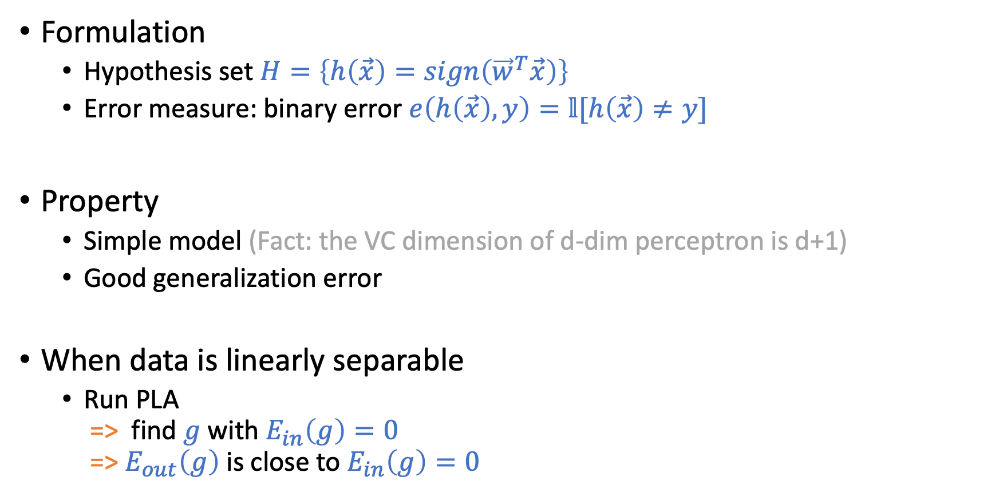 • Formulation
• Hypothesis set $H = \{h(\vec{x}) = sign(\vec{w}^T\vec{x})\}$
• Error measure: binary error $e(h(\vec{x}), y) = \mathbb{I}[h(\vec{x}) \neq y]$
• Property
• Simple model (Fact: the VC dimension of d-dim perceptron is d+1)
• Good generalization error
• When data is linearly separable
• Run PLA
=> find $g$ with $E_{in}(g) = 0$
=> $E_{out}(g)$ is close to $E_{in}(g) = 0$